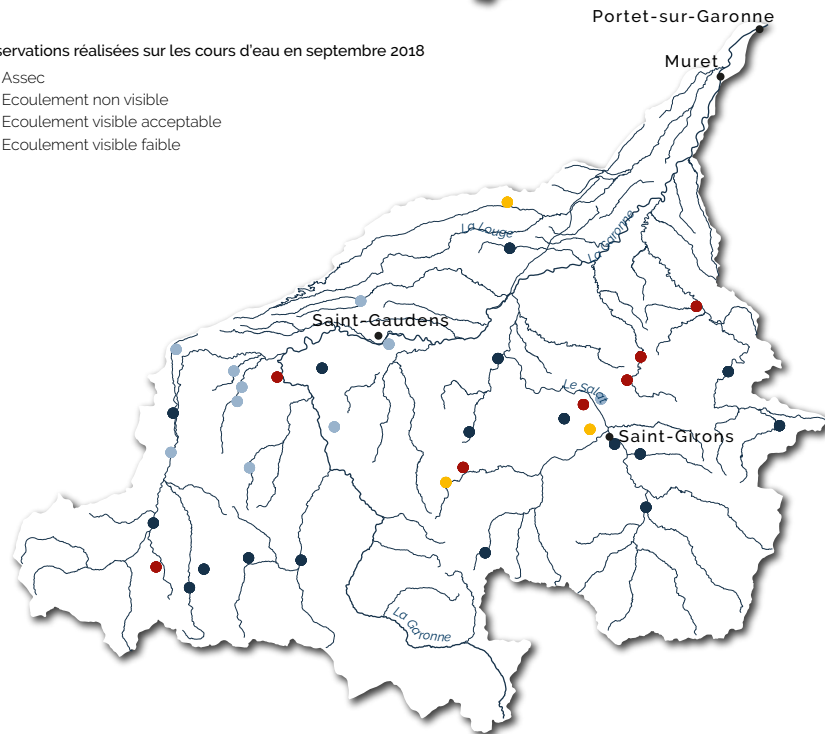 Portet-sur-Garonne
servations réalisées sur les cours d'eau en septembre 2018
Muret
Assec
Ecoulement non visible
Ecoulement visible acceptable
Ecoulement visible faible
La Louge
La Garonne
Saint-Gaudens
Le salat
Saint-Girons
La Garonne